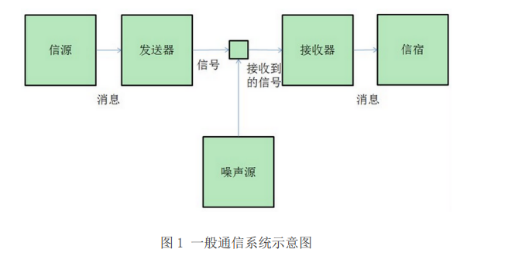 信源
发送器
信号
接收到
的信号
接收器
信宿
消息
消息
噪声源
图 1 一般通信系统示意图